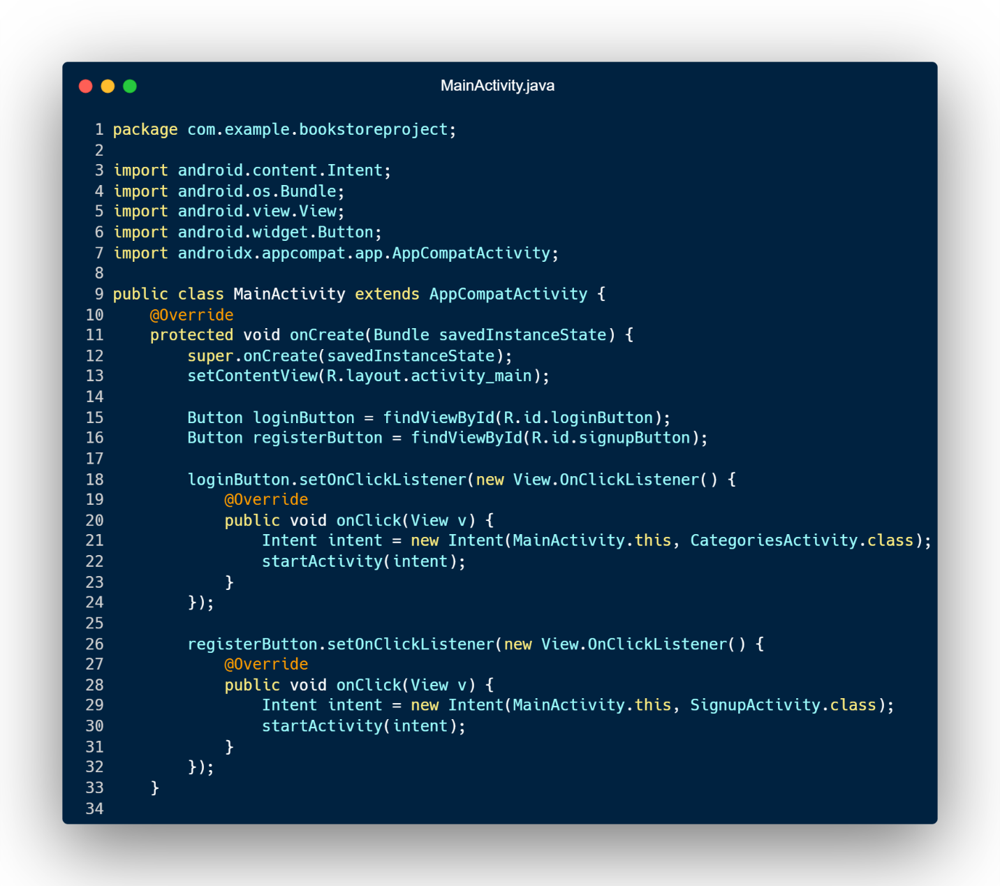 MainActivity.java
1 package com.example.bookstoreproject;
2
3 import android.content.Intent;
4 import android.os.Bundle;
5 import android.view.View;
6 import android.widget.Button;
7 import androidx.appcompat.app.AppCompatActivity;
8
9 public class MainActivity extends AppCompatActivity {
10     @Override
11     protected void onCreate(Bundle savedInstanceState) {
12         super.onCreate(savedInstanceState);
13         setContentView(R.layout.activity_main);
14
15         Button loginButton = findViewById(R.id.loginButton);
16         Button registerButton = findViewById(R.id.signupButton);
17
18         loginButton.setOnClickListener(new View.OnClickListener() {
19             @Override
20             public void onClick(View v) {
21                 Intent intent = new Intent(MainActivity.this, CategoriesActivity.class);
22                 startActivity(intent);
23             }
24         });
25
26         registerButton.setOnClickListener(new View.OnClickListener() {
27             @Override
28             public void onClick(View v) {
29                 Intent intent = new Intent(MainActivity.this, SignupActivity.class);
30                 startActivity(intent);
31             }
32         });
33     }
34